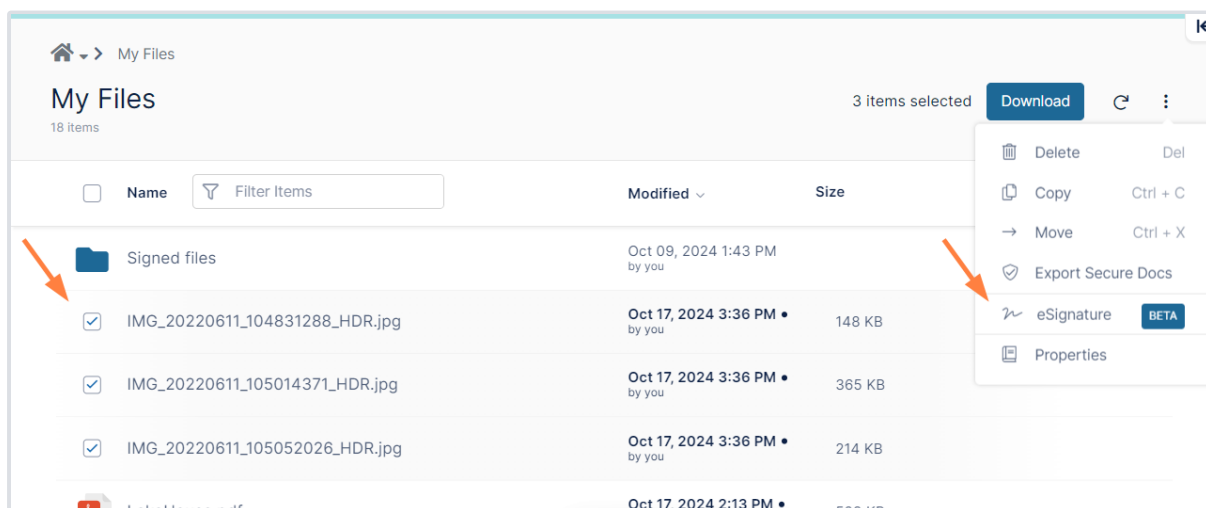 My Files
My Files
3 items selected Download
18 items
Delete Del
Name Filter Items Modified Size
Copy Ctrl + C
Move Ctrl + X
Signed files Oct 09, 2024 1:43 PM
by you
Export Secure Docs
IMG_20220611_104831288_HDR.jpg Oct 17, 2024 3:36 PM • 148 KB
by you
eSignature BETA
Properties
IMG_20220611_105014371_HDR.jpg Oct 17, 2024 3:36 PM • 365 KB
by you
IMG_20220611_105052026_HDR.jpg Oct 17, 2024 3:36 PM • 214 KB
by you
Oct 17, 2024 2:13 PM •